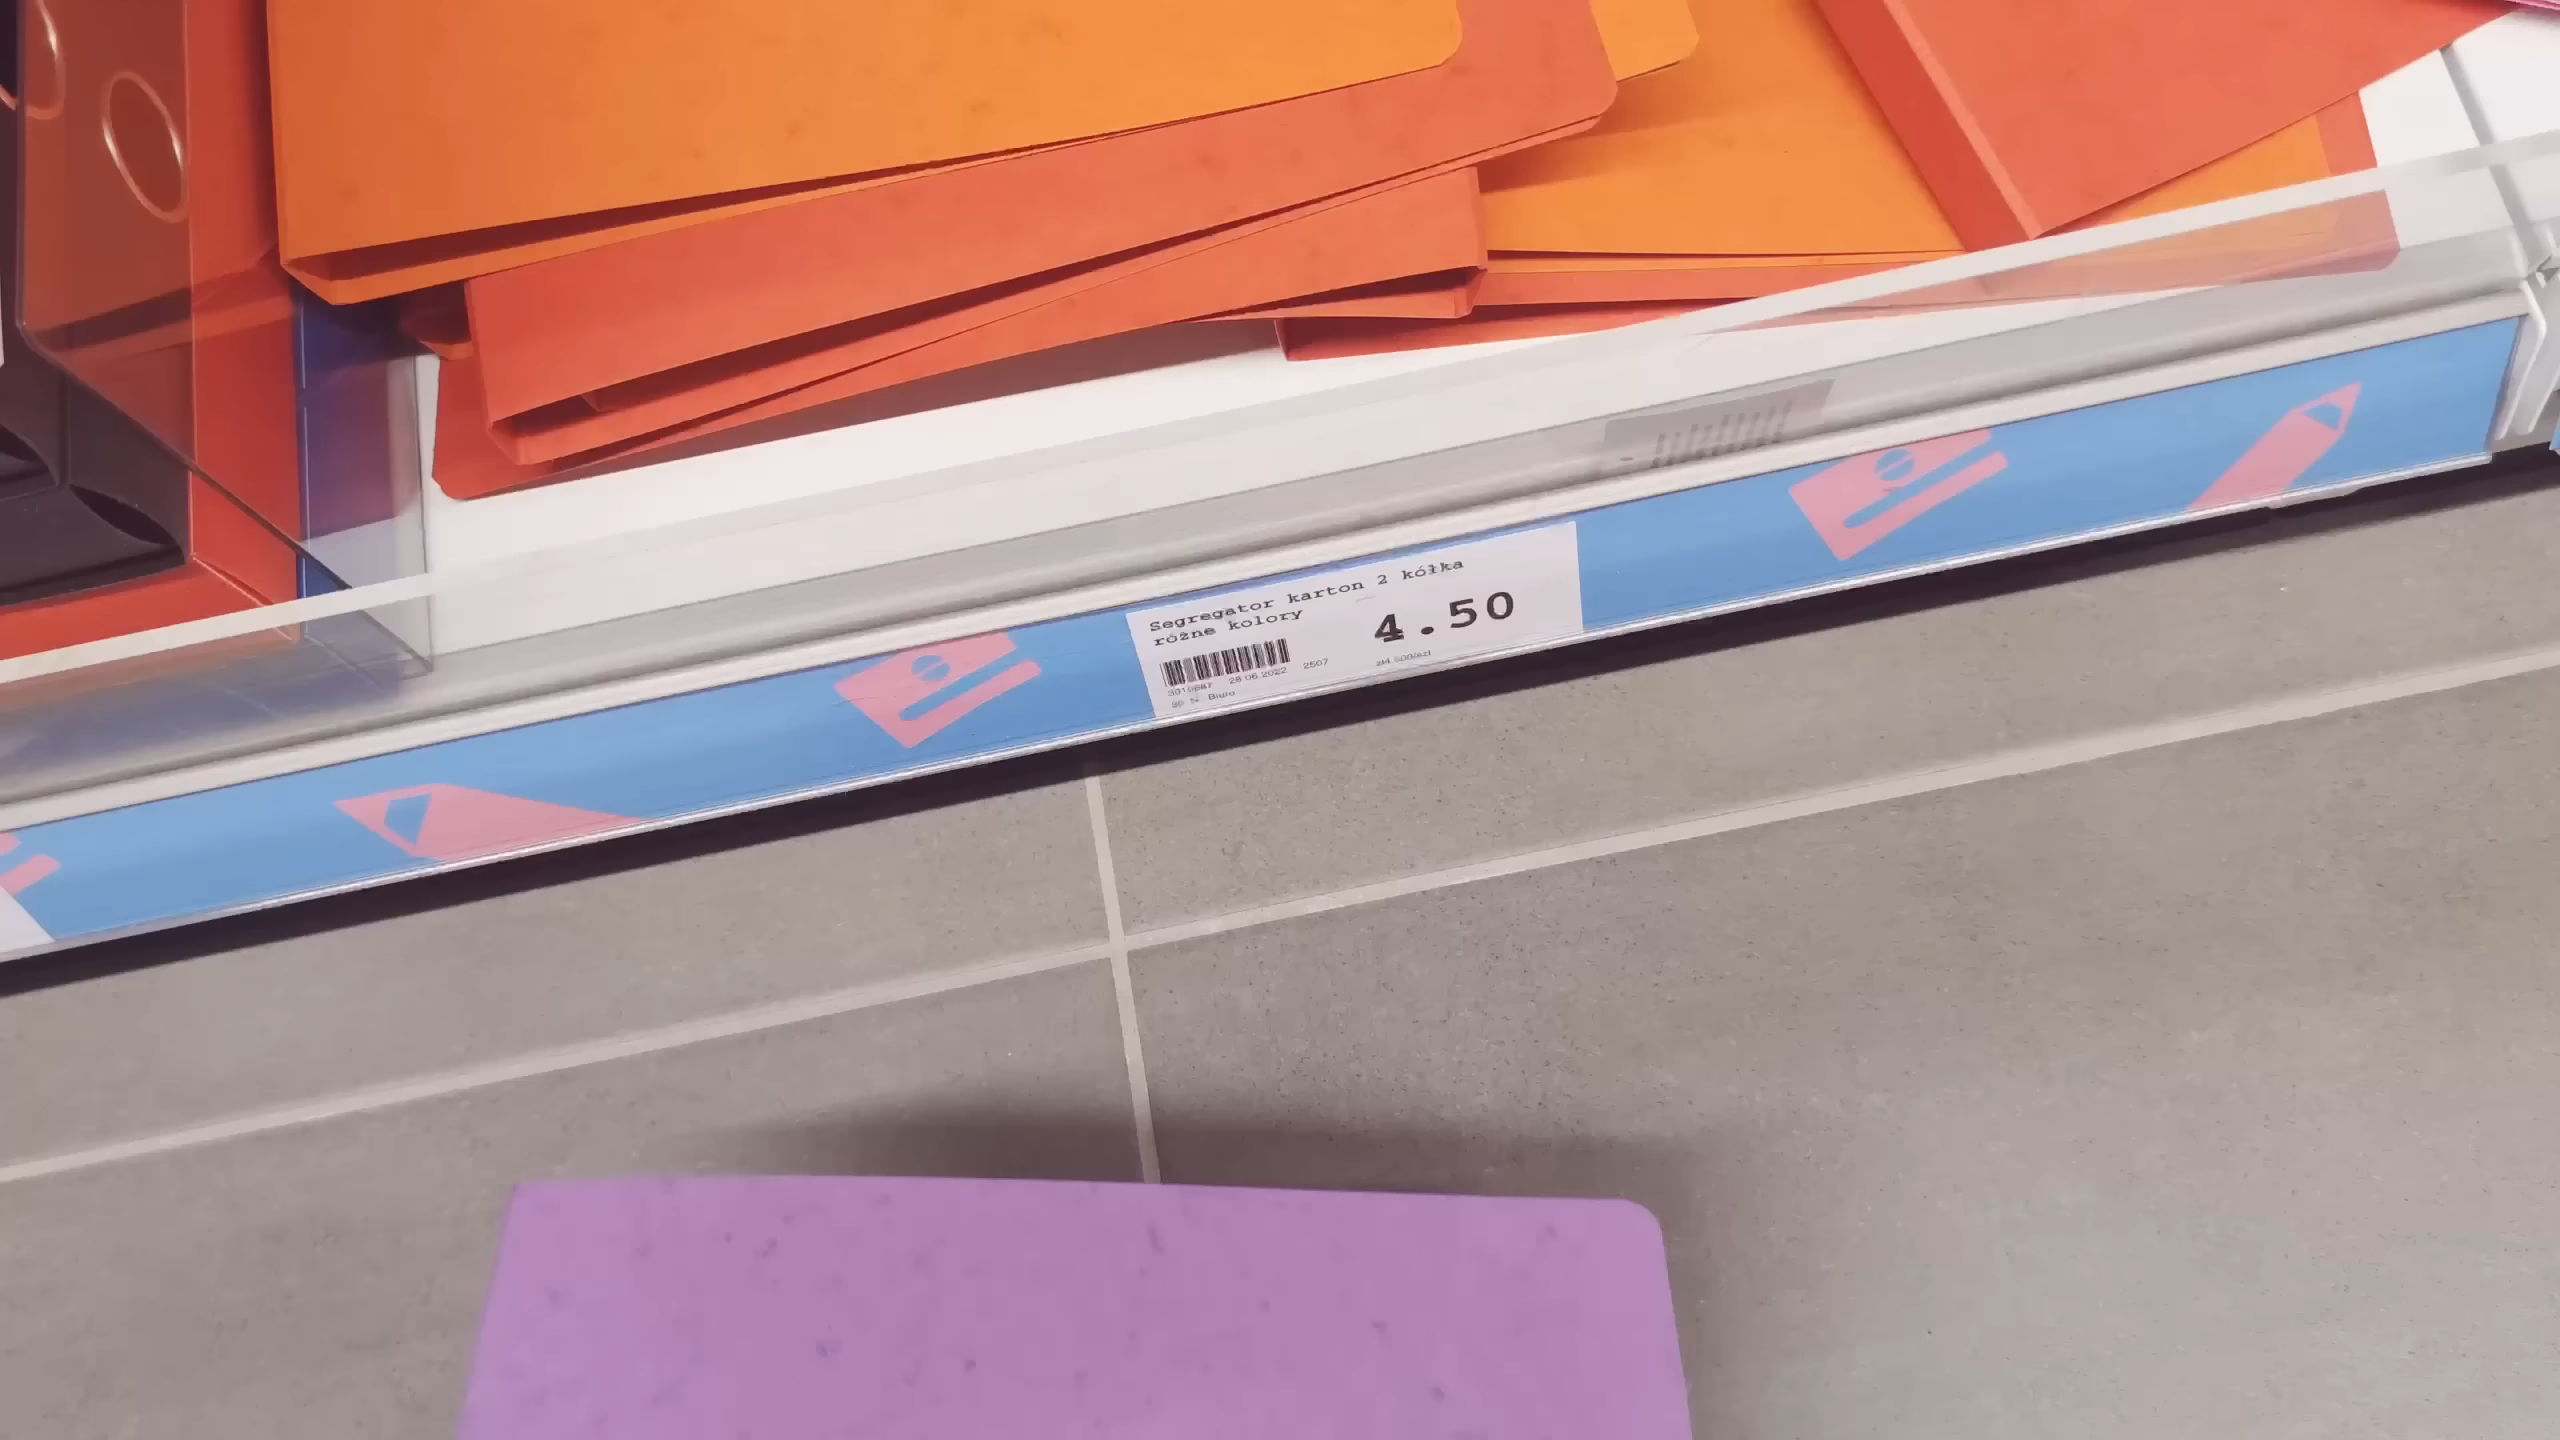 Segregator karton 2 kółka
różne kolory
4.50
28.06.2022 2507
Biuro